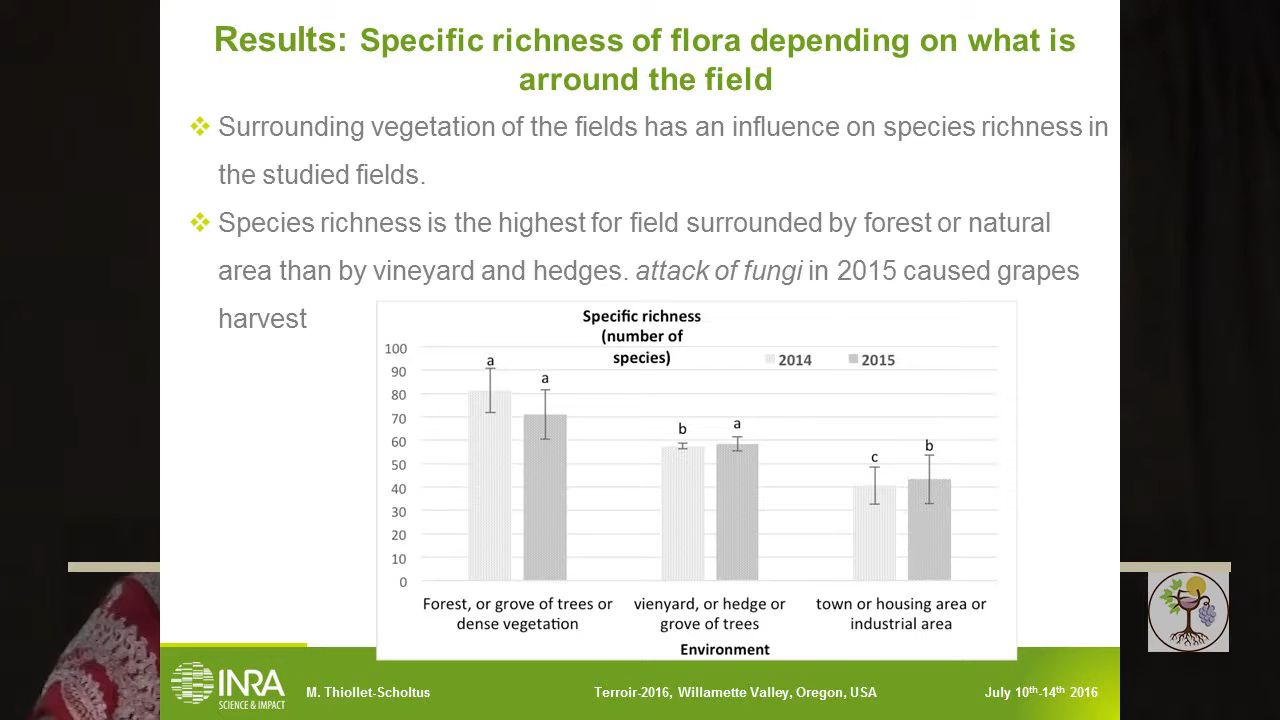 Results: Specific richness of flora depending on what is
arround the field
Surrounding vegetation of the fields has an influence on species richness in
the studied fields.
Species richness is the highest for field surrounded by forest or natural
area than by vineyard and hedges. attack of fungi in 2015 caused grapes
harvest
Specific richness
(number of
species)
2014
2015
100
90
80
70
60
50
40
30
20
10
0
a
a
b
a
c
b
Forest, or grove of trees or
dense vegetation
vienyard, or hedge or
grove of trees
town or housing area or
industrial area
Environment
INRA
SCIENCE & IMPACT
M. Thiollet-Scholtus
Terroir-2016, Willamette Valley, Oregon, USA
July 10th-14th 2016